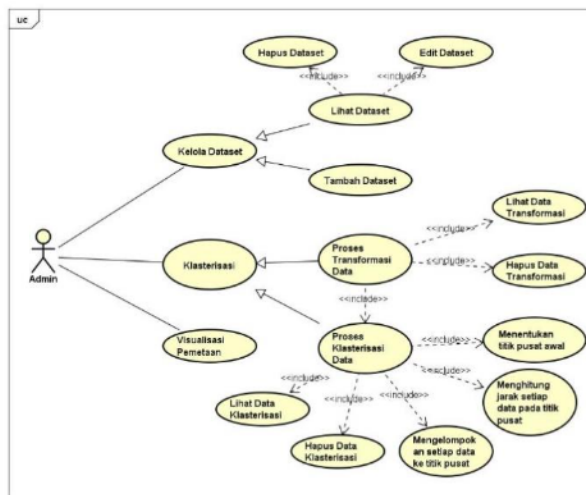 uc
Hapus Dataset
Edit Dataset
<<include>>
<<include>>
Lihat Dataset
Kelola Dataset
Tambah Dataset
Lihat Data
Transformasi
<<include>>
Admin
Klasterisasi
Proses
Transformasi
Data
<<include>>
Hapus Data
Transformasi
<<include>>
Visualisasi
Pemetaan
Proses
Klasterisasi
Data
<<include>>
Menentukan
titik pusat awal
<<include>>
Menghitung
jarak setiap
data pada titik
pusat
<<include>>
Lihat Data
Klasterisasi
<<include>>
<<include>>
Hapus Data
Klasterisasi
Mengelompok
an setiap data
ke titik pusat